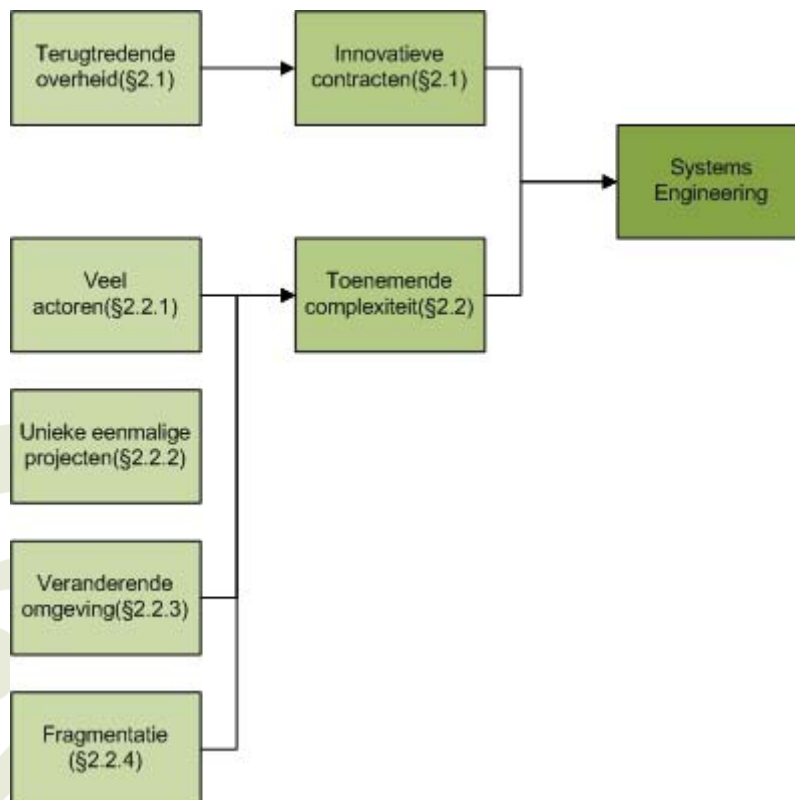 Terugtredende
overheid(§2.1)
Innovatieve
contracten(§2.1)
Systems
Engineering
Veel
actoren(§2.2.1)
Toenemende
complexiteit(§2.2)
Unieke eenmalige
projecten(§2.2.2)
Veranderende
omgeving(§2.2.3)
Fragmentatie
(§2.2.4)